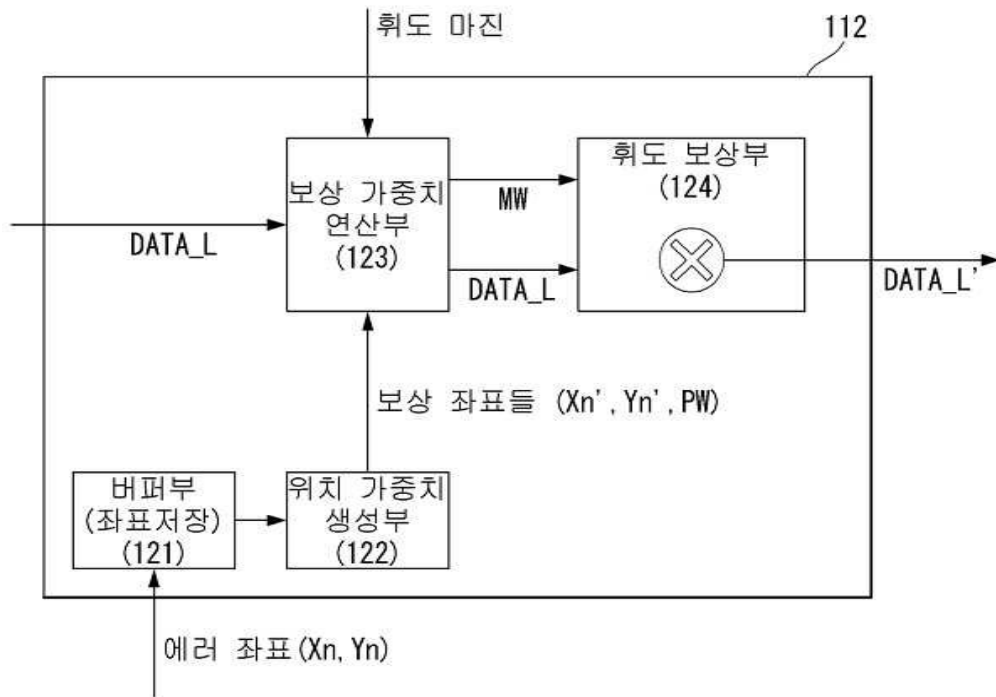 휘도 마진
112
보상 가중치
연산부
(123)
휘도 보상부
(124)
MW
DATA_L
DATA_L
DATA_L'
보상 좌표들 (Xn', Yn', PW)
버퍼부
(좌표저장)
(121)
위치 가중치
생성부
(122)
에러 좌표(Xn, Yn)